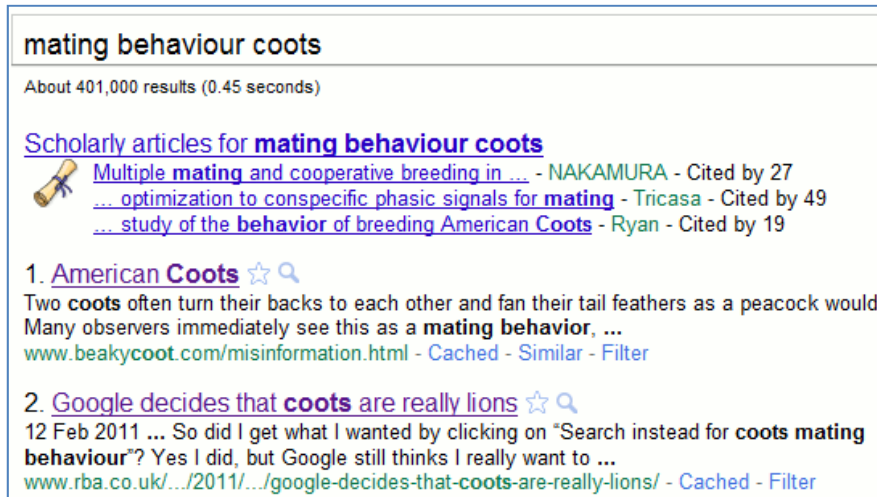 mating behaviour coots
About 401,000 results (0.45 seconds)
Scholarly articles for mating behaviour coots
Multiple mating and cooperative breeding in ... - NAKAMURA - Cited by 27
... optimization to conspecific phasic signals for mating - Tricasa - Cited by 49
... study of the behavior of breeding American Coots - Ryan - Cited by 19
1. American Coots
Two coots often turn their backs to each other and fan their tail feathers as a peacock would
Many observers immediately see this as a mating behavior, ...
www.beakycoot.com/misinformation.html - Cached - Similar - Filter
2. Google decides that coots are really lions
12 Feb 2011 ... So did I get what I wanted by clicking on “Search instead for coots mating
behaviour”? Yes I did, but Google still thinks I really want to ...
www.rba.co.uk/.../2011/.../google-decides-that-coots-are-really-lions/ - Cached - Filter